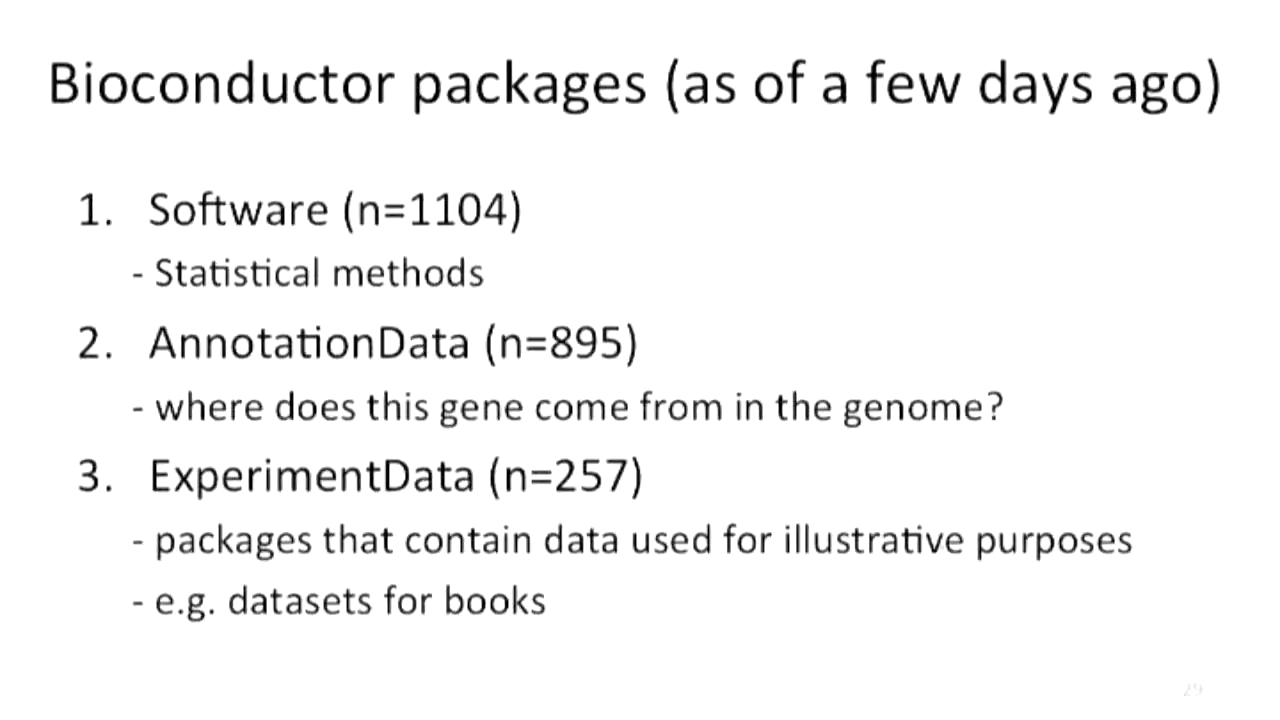 Bioconductor packages (as of a few days ago)
1. Software (n=1104)
- Statistical methods
2. AnnotationData (n=895)
- where does this gene come from in the genome?
3. ExperimentData (n=257)
- packages that contain data used for illustrative purposes
- e.g. datasets for books
29